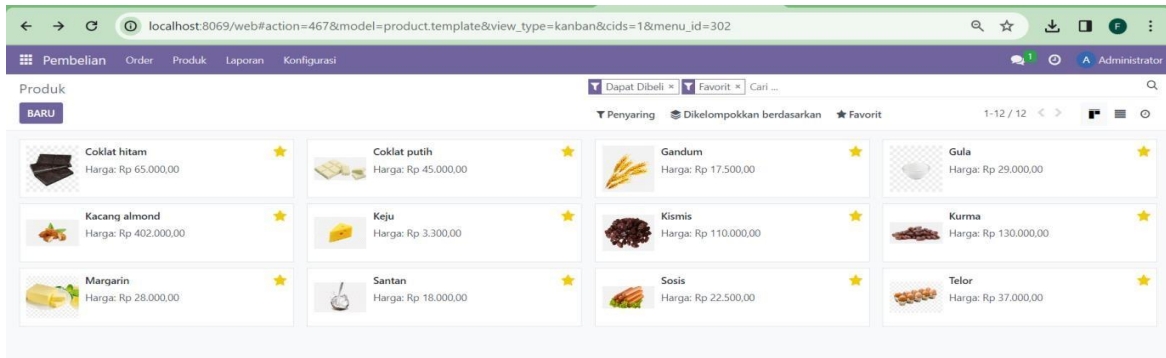 localhost:8069/web#action=467&model=product.template&view_type=kanban&cids=1&menu_id=302
F
Pembelian Order Produk Laporan Konfigurasi 1 A Administrator
Produk Dapat Dibeli × Favorit × Cari ...
BARU Penyaring Dikelompokkan berdasarkan Favorit 1-12 / 12
Coklat hitam Coklat putih Gandum Gula
Harga: Rp 65.000,00 Harga: Rp 45.000,00 Harga: Rp 17.500,00 Harga: Rp 29.000,00
Kacang almond Keju Kismis Kurma
Harga: Rp 402.000,00 Harga: Rp 3.300,00 Harga: Rp 110.000,00 Harga: Rp 130.000,00
Margarin Santan Sosis Telor
Harga: Rp 28.000,00 Harga: Rp 18.000,00 Harga: Rp 22.500,00 Harga: Rp 37.000,00